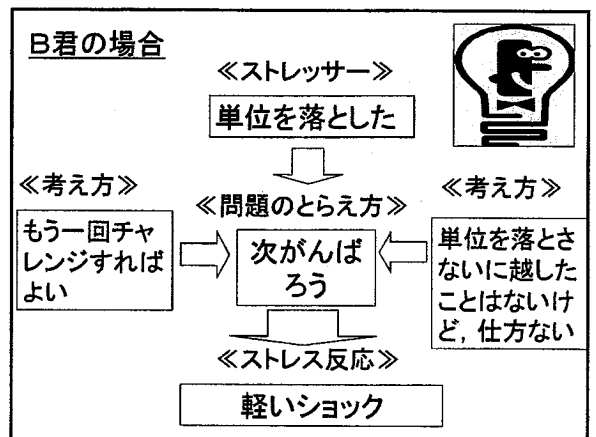 B君の場合
≪ストレッサー≫
単位を落とした
≪考え方≫
もう一回チャ
レンジすれば
よい
≪問題のとらえ方≫
次がんば
ろう
≪考え方≫
単位を落とさ
ないに越した
ことはないけ
ど，仕方ない
≪ストレス反応≫
軽いショック